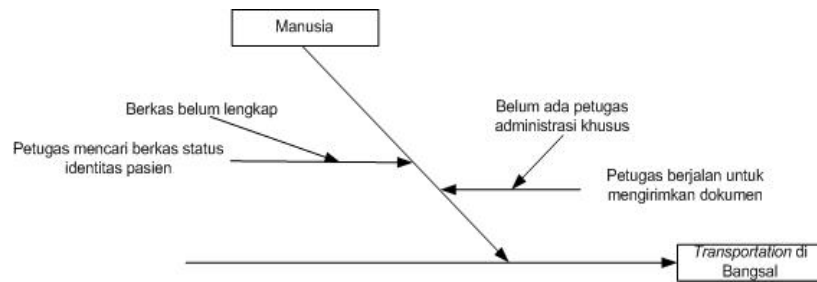 Manusia
Berkas belum lengkap
Belum ada petugas
administrasi khusus
Petugas mencari berkas status
identitas pasien
Petugas berjalan untuk
mengirimkan dokumen
Transportation di
Bangsal